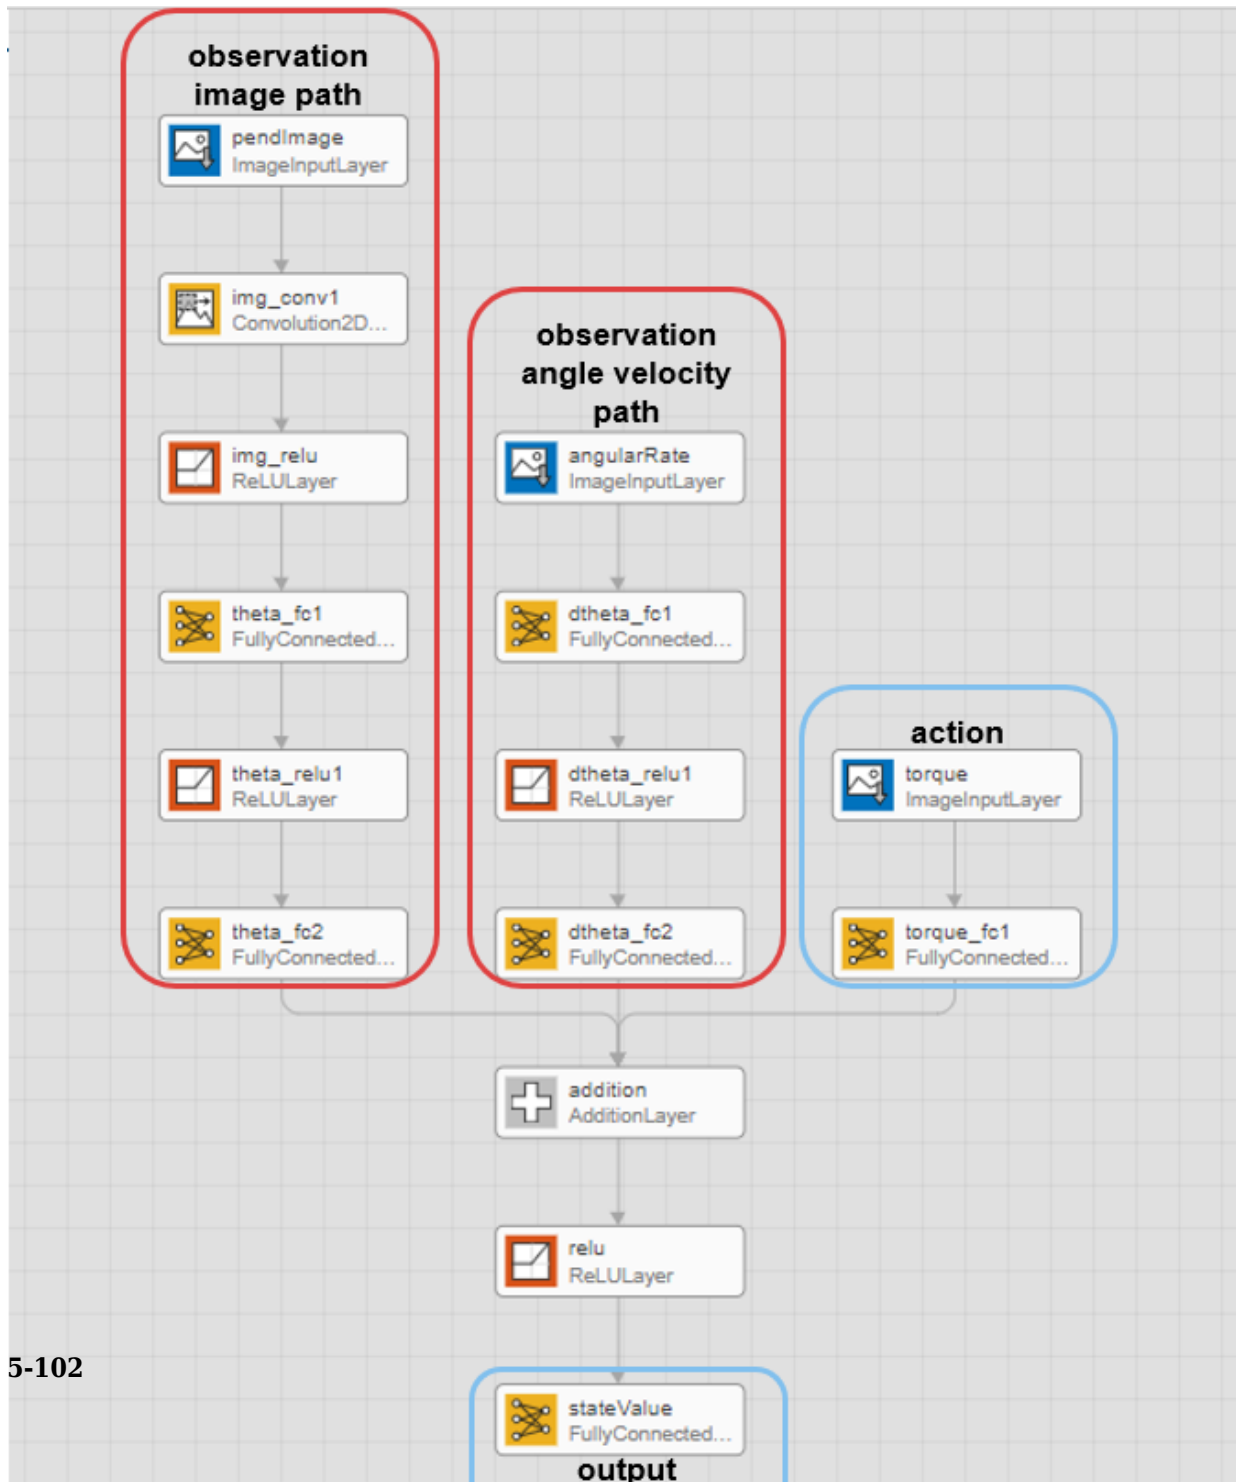 observation
image path
pendImage
ImageInputLayer
img_conv1
Convolution2D...
img_relu
ReLULayer
theta_fc1
FullyConnected...
theta_relu1
ReLULayer
theta_fc2
FullyConnected...
observation
angle velocity
path
angularRate
ImageInputLayer
dtheta_fc1
FullyConnected...
dtheta_relu1
ReLULayer
dtheta_fc2
FullyConnected...
action
torque
ImageInputLayer
torque_fc1
FullyConnected...
addition
AdditionLayer
relu
ReLULayer
5-102
stateValue
FullyConnected...
output